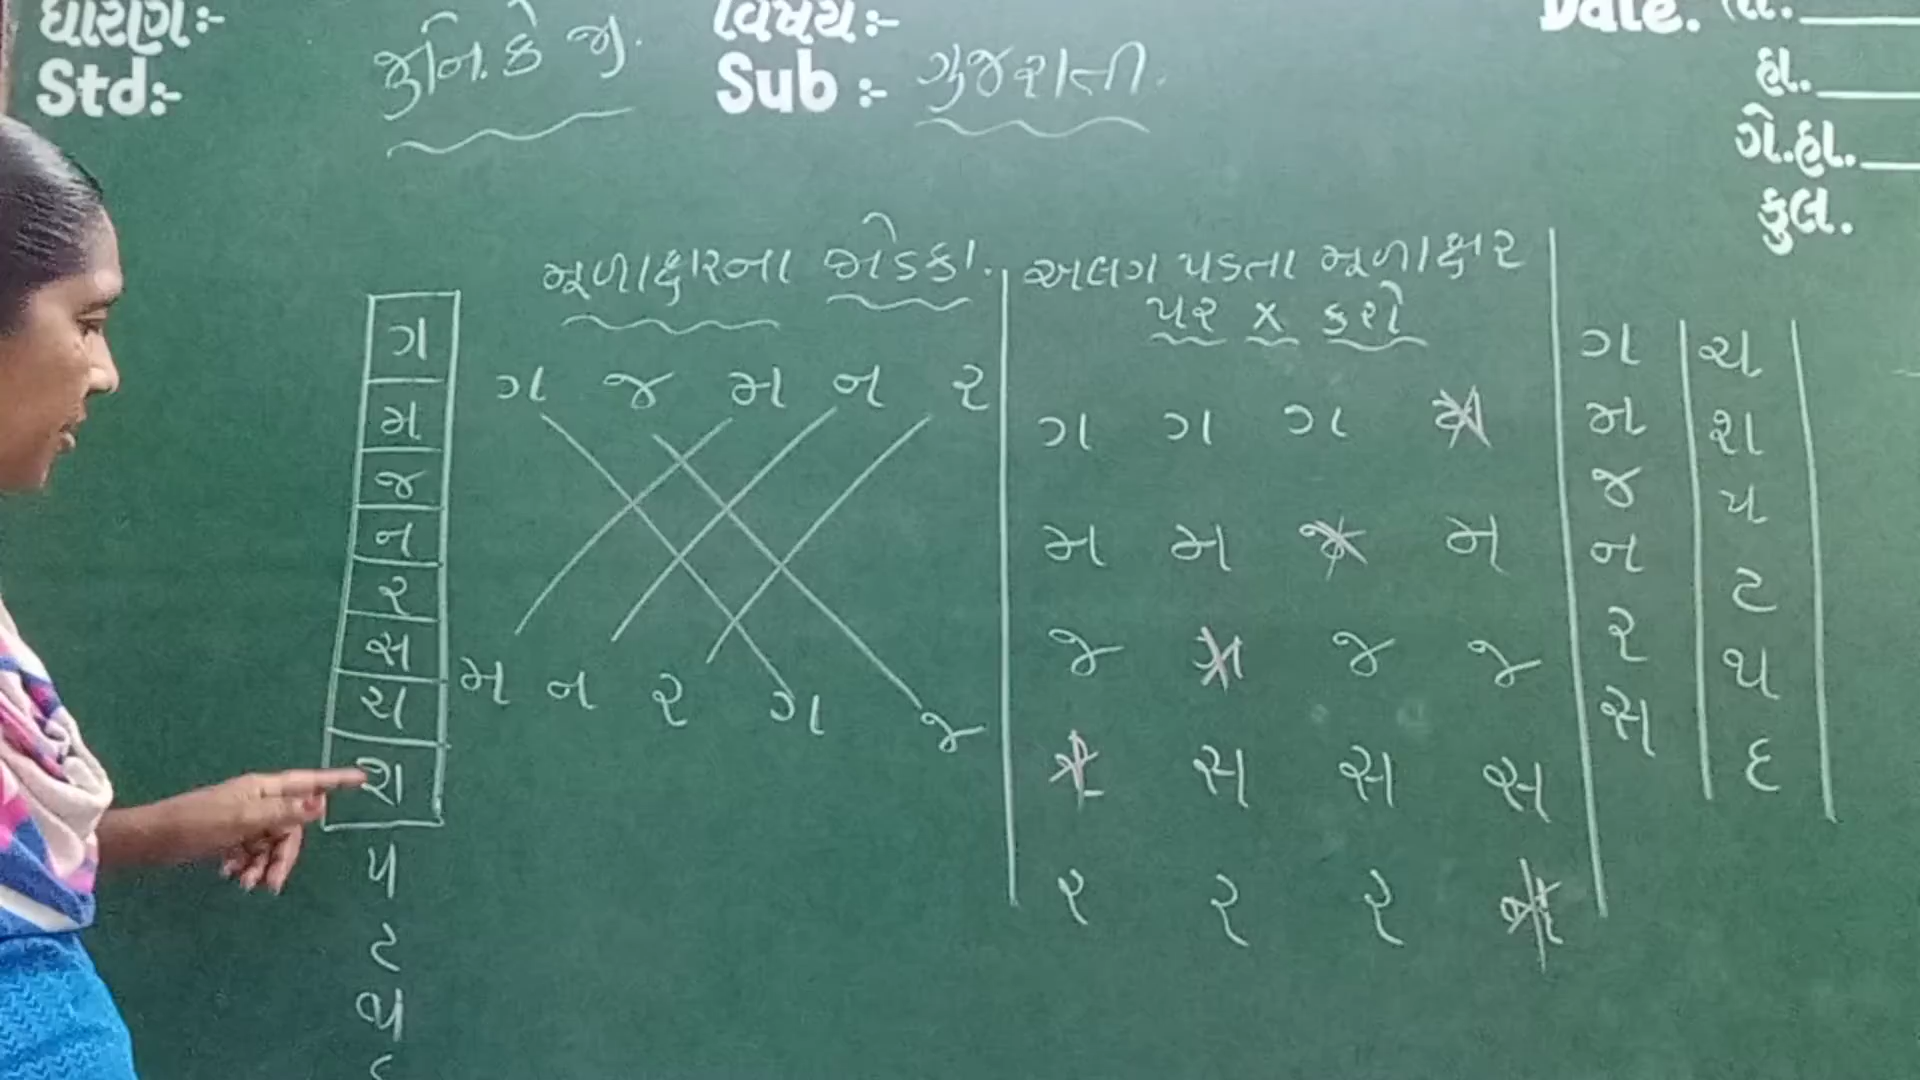 ધોરણ:-
Std:-
જુનિ. કે જી.
વિષય:-
Sub :- ગુજરાતી.
Date.
હા.
ગે.હા.
કુલ.
મૂળાક્ષરના જોડકા.
ગ જ મ ન ર
મ ન ર ગ જ
ગ
મ
જ
ન
ર
સ
ચ
શ
પ
ટ
થ
અલગ પડતા મૂળાક્ષર
પર x કરો
ગ ગ ગ
મ મ જ મ
જ ગ જ જ
ર સ સ સ
ર ર ર
ગ
મ
જ
ન
ર
સ
ચ
શ
પ
ટ
થ
દ